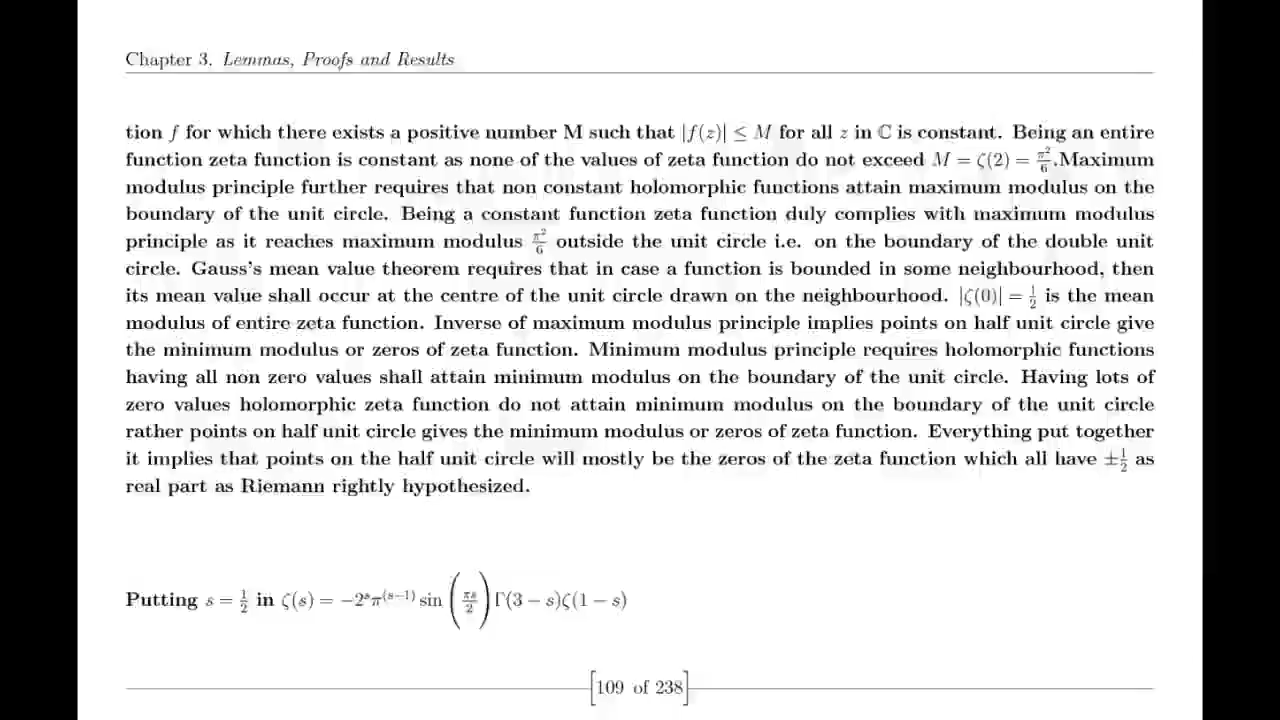 Chapter 3. Lemmas, Proofs and Results
tion f for which there exists a positive number M such that |f(z)| ≤ M for all z in ℂ is constant. Being an entire
function zeta function is constant as none of the values of zeta function do not exceed M = ζ(2) = π²/6.Maximum
modulus principle further requires that non constant holomorphic functions attain maximum modulus on the
boundary of the unit circle. Being a constant function zeta function duly complies with maximum modulus
principle as it reaches maximum modulus π²/6 outside the unit circle i.e. on the boundary of the double unit
circle. Gauss's mean value theorem requires that in case a function is bounded in some neighbourhood, then
its mean value shall occur at the centre of the unit circle drawn on the neighbourhood. |ζ(0)| = 1/2 is the mean
modulus of entire zeta function. Inverse of maximum modulus principle implies points on half unit circle give
the minimum modulus or zeros of zeta function. Minimum modulus principle requires holomorphic functions
having all non zero values shall attain minimum modulus on the boundary of the unit circle. Having lots of
zero values holomorphic zeta function do not attain minimum modulus on the boundary of the unit circle
rather points on half unit circle gives the minimum modulus or zeros of zeta function. Everything put together
it implies that points on the half unit circle will mostly be the zeros of the zeta function which all have ±1/2 as
real part as Riemann rightly hypothesized.
Putting s = 1/2 in ζ(s) = −2^s π^(s−1) sin (πs/2) Γ(3 − s)ζ(1 − s)
[109 of 238]